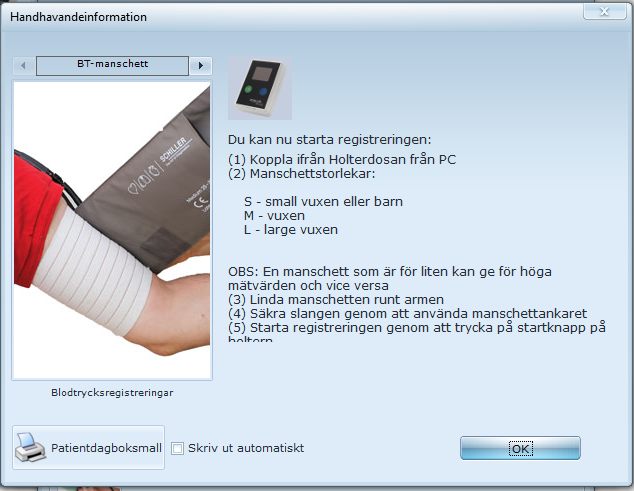 Handhavandeinformation
BT-manschett
SCHILLER
Medium
Du kan nu starta registreringen:
(1) Koppla ifrån Holterdosan från PC
(2) Manschettstorlekar:
S - small vuxen eller barn
M - vuxen
L - large vuxen
OBS: En manschett som är för liten kan ge för höga
mätvärden och vice versa
(3) Linda manschetten runt armen
(4) Säkra slangen genom att använda manschettankaret
(5) Starta registreringen genom att trycka på startknapp på
holtern
Blodtrycksregistreringar
Patientdagboksmall
Skriv ut automatiskt
OK